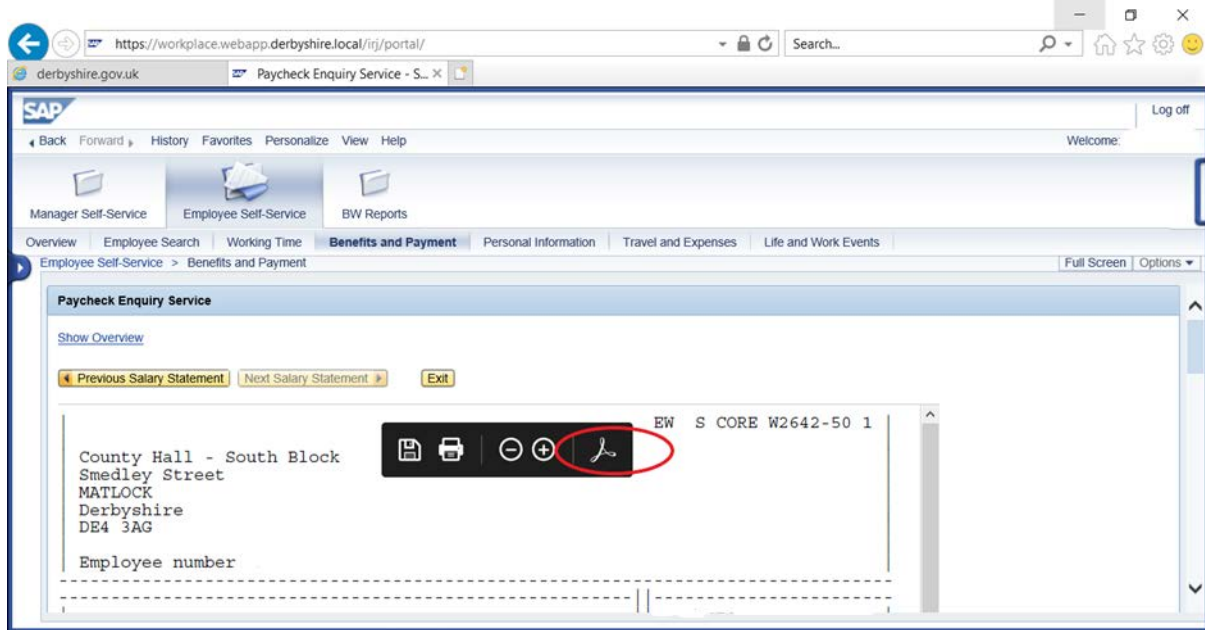 https://workplace.webapp.derbyshire.local/irj/portal/ Search...
derbyshire.gov.uk Paycheck Enquiry Service - S...
SAP Log off
Back Forward History Favorites Personalize View Help Welcome:
Manager Self-Service Employee Self-Service BW Reports
Overview Employee Search Working Time Benefits and Payment Personal Information Travel and Expenses Life and Work Events
Employee Self-Service > Benefits and Payment Full Screen Options
Paycheck Enquiry Service
Show Overview
Previous Salary Statement Next Salary Statement Exit
EW S CORE W2642-50 1
County Hall - South Block
Smedley Street
MATLOCK
Derbyshire
DE4 3AG
Employee number